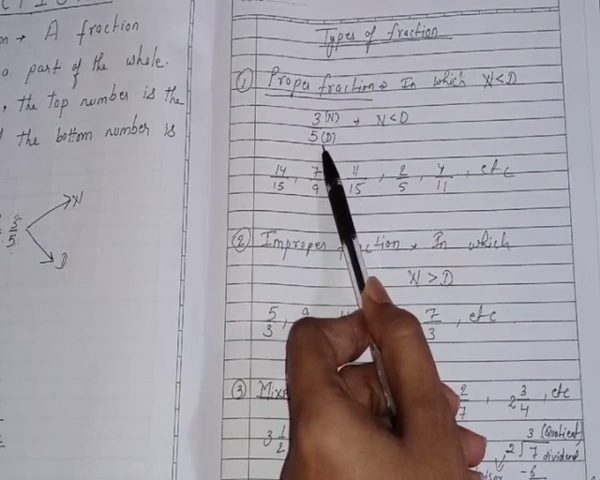 A fraction
a part of the whole.
, the top number is the
the bottom number is
3/5
N
D
Types of fraction
① Proper fraction → In which N<D
3 (N) → N<D
5 (D)
14/15, 7/9, 11/15, 2/5, 4/11, etc
② Improper In which
N>D
5/3, 7/3, etc
③ 2/7, 2 3/4, etc
3 1/2
3 (Quotient)
2√7 dividend